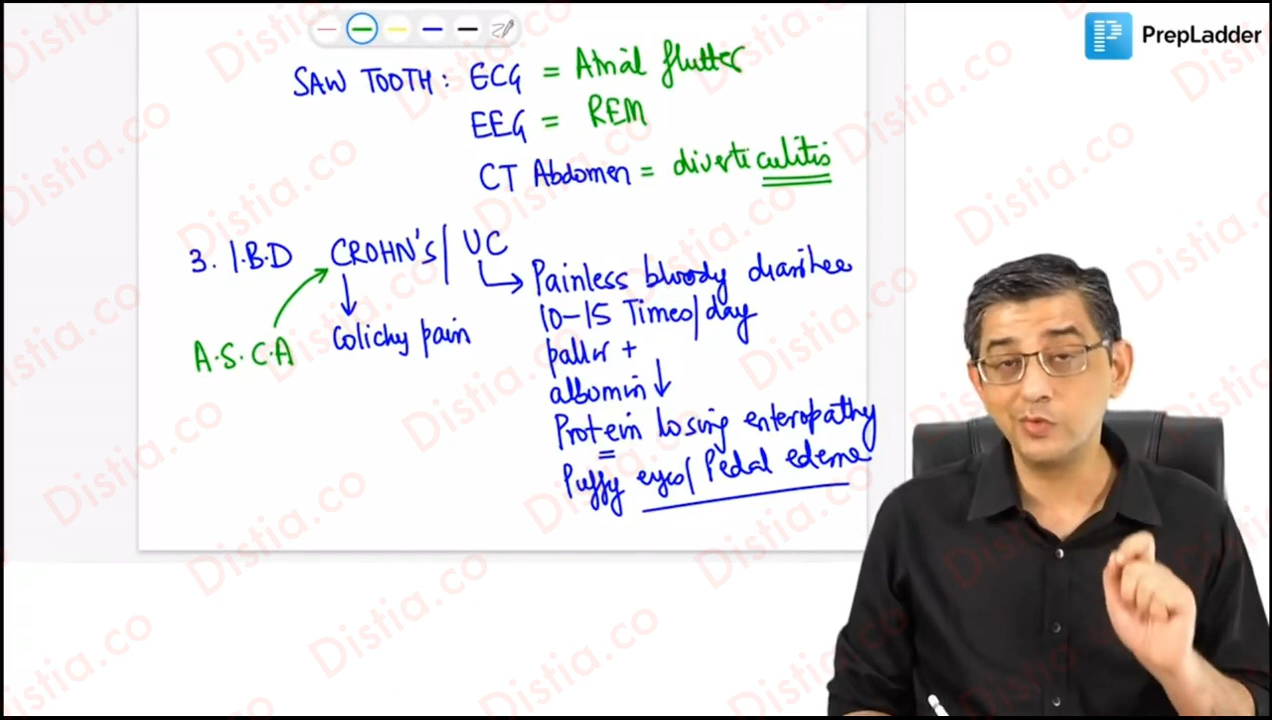 PrepLadder
SAW TOOTH: ECG = Atrial flutter
EEG = REM
CT Abdomen = diverticulitis
3. I.B.D CROHN'S / UC
Painless bloody diarrhea
10-15 Times/day
A.S.C.A
Colicky pain
pallor +
albumin ↓
Protein losing enteropathy
Puffy eyes/ Pedal edema
Distia.co